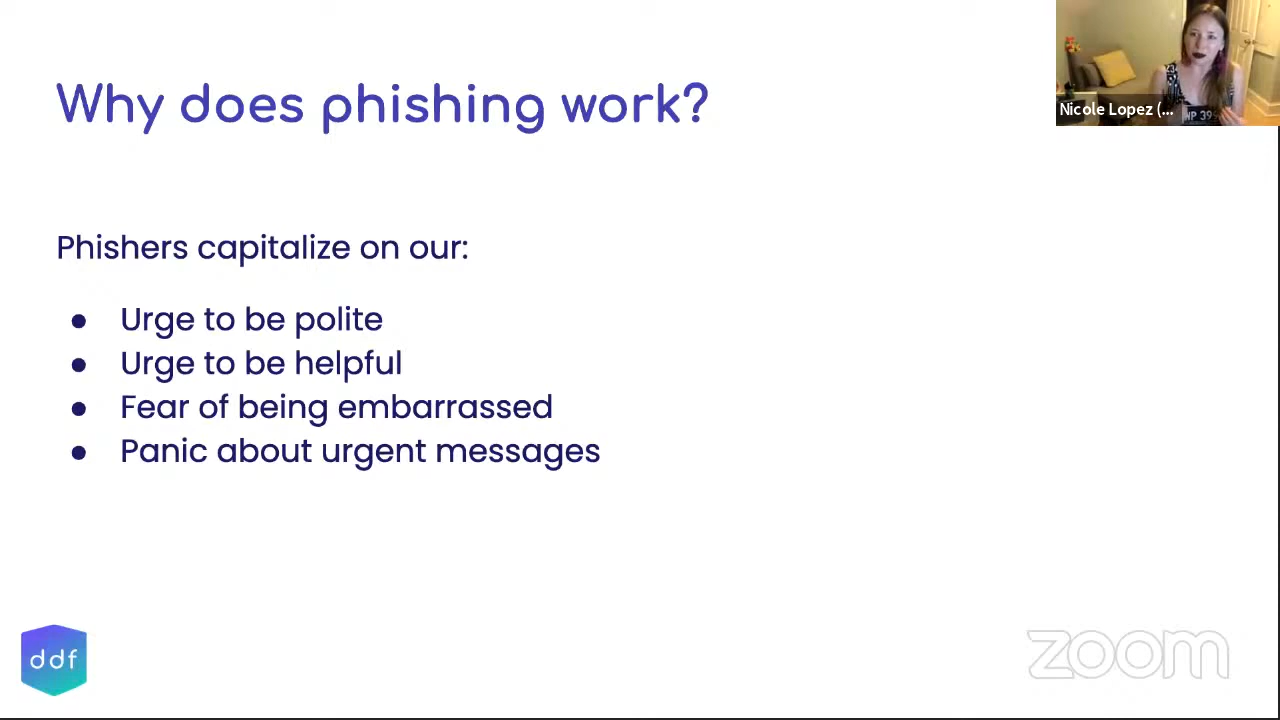 Why does phishing work?
Nicole Lopez (...
Phishers capitalize on our:
● Urge to be polite
● Urge to be helpful
● Fear of being embarrassed
● Panic about urgent messages
ddf
zoom